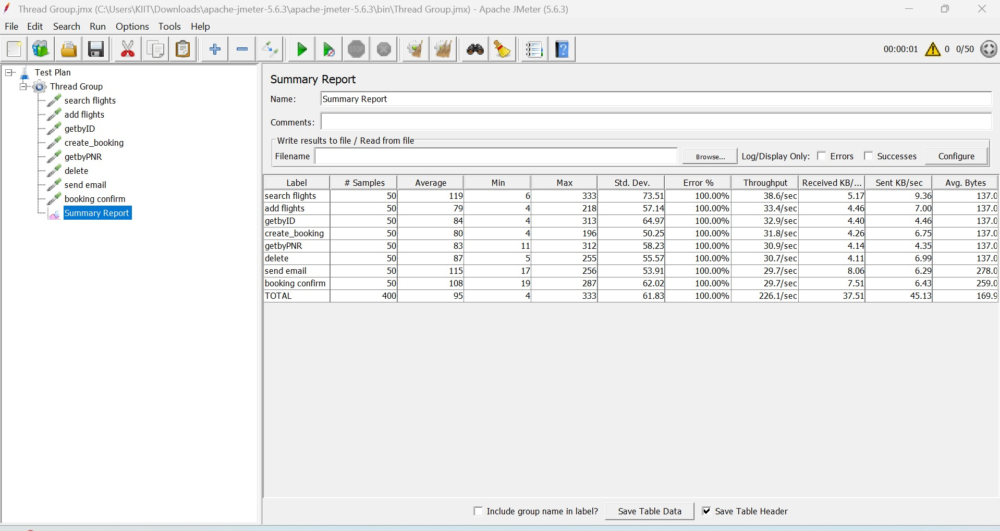 Thread Group.jmx (C:\Users\KIIT\Downloads\apache-jmeter-5.6.3\apache-jmeter-5.6.3\bin\Thread Group.jmx) - Apache JMeter (5.6.3)
File Edit Search Run Options Tools Help
STOP 00:00:01 0 0/50
Test Plan
Thread Group
search flights
add flights
getbyID
create_booking
getbyPNR
delete
send email
booking confirm
Summary Report
Summary Report
Name: Summary Report
Comments:
Write results to file / Read from file
Filename Browse... Log/Display Only: Errors Successes Configure
Label # Samples Average Min Max Std. Dev. Error % Throughput Received KB/... Sent KB/sec Avg. Bytes
search flights 50 119 6 333 73.51 100.00% 38.6/sec 5.17 9.36 137.0
add flights 50 79 4 218 57.14 100.00% 33.4/sec 4.46 7.00 137.0
getbyID 50 84 4 313 64.97 100.00% 32.9/sec 4.40 4.46 137.0
create_booking 50 80 4 196 50.25 100.00% 31.8/sec 4.26 6.75 137.0
getbyPNR 50 83 11 312 58.23 100.00% 30.9/sec 4.14 4.35 137.0
delete 50 87 5 255 55.57 100.00% 30.7/sec 4.11 6.99 137.0
send email 50 115 17 256 53.91 100.00% 29.7/sec 8.06 6.29 278.0
booking confirm 50 108 19 287 62.02 100.00% 29.7/sec 7.51 6.43 259.0
TOTAL 400 95 4 333 61.83 100.00% 226.1/sec 37.51 45.13 169.9
Include group name in label? Save Table Data Save Table Header